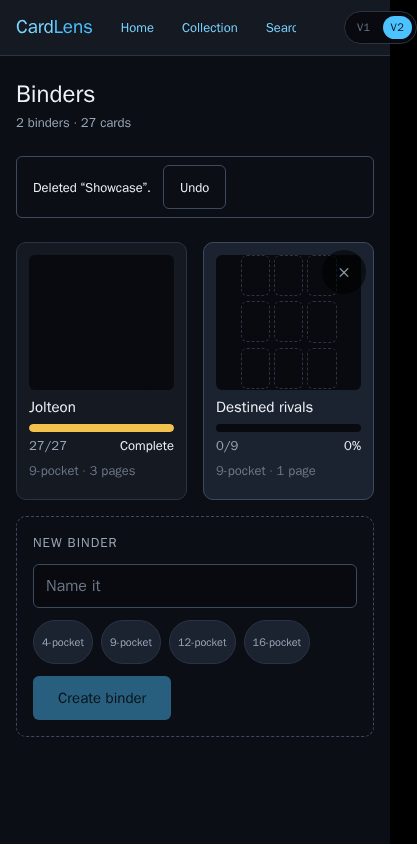 CardLens Home Collection Searc V1 V2
Binders
2 binders · 27 cards
Deleted “Showcase”. Undo
Jolteon
27/27 Complete
9-pocket · 3 pages
Destined rivals
0/9 0%
9-pocket · 1 page
NEW BINDER
Name it
4-pocket 9-pocket 12-pocket 16-pocket
Create binder